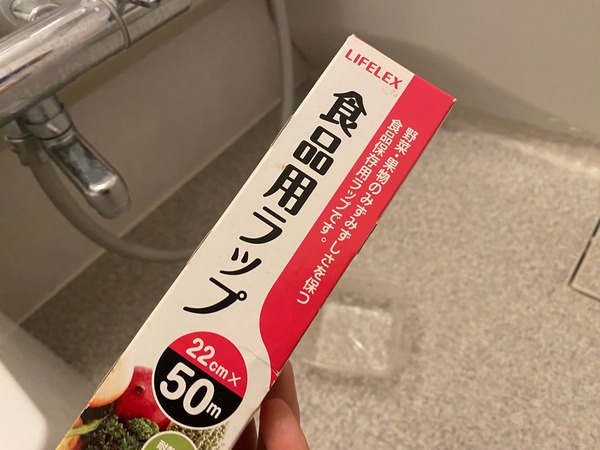 LIFELEX
食品用ラップ
野菜・果物のみずみずしさを保つ
食品保存用ラップです。
22cm×
50m